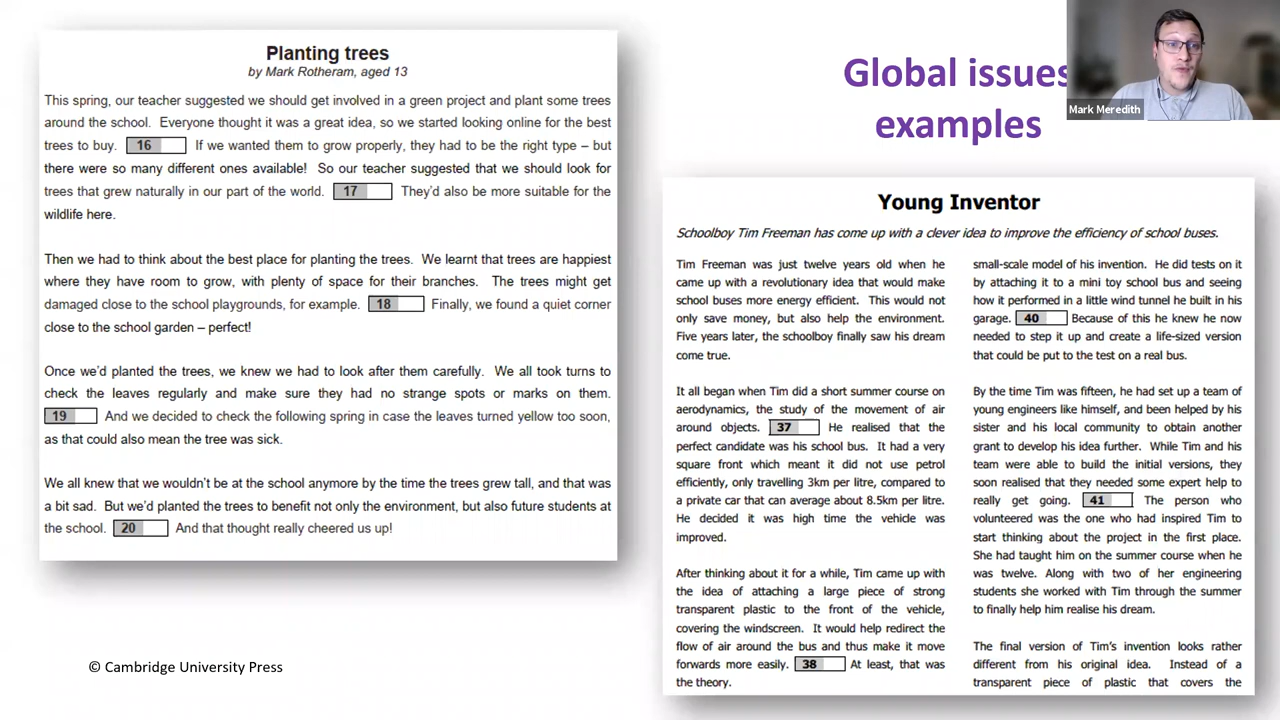 Planting trees
by Mark Rotheram, aged 13
This spring, our teacher suggested we should get involved in a green project and plant some trees
around the school. Everyone thought it was a great idea, and started looking online for the best
trees to buy. 16 If we wanted them to grow properly, they had to be the right type – but
there were so many different ones available! So our teacher suggested that we should look for
trees that grew naturally in our part of the world. 17 They'd also be more suitable for the
wildlife here.
Then we had to think about the best place for planting the trees. We learnt that trees are happiest
where they have room to grow, with plenty of space for their branches. The trees might get
damaged close to the school playgrounds, for example. 18 Finally, we found a quiet corner
close to the school garden – perfect!
Once we'd planted the trees, we knew we had to look after them carefully. We all took turns to
check the leaves regularly and make sure they had no strange spots or marks on them.
19 And we decided to check the following spring in case the leaves turned yellow too soon,
as that could also mean the tree was sick.
We all knew that we wouldn't be at the school anymore by the time the trees grew tall, and that was
a bit sad. But we'd planted the trees to benefit not only the environment, but also future students at
the school. 20 And that thought really cheered us up!
© Cambridge University Press
Global issues
examples
Mark Meredith
Young Inventor
Schoolboy Tim Freeman has come up with a clever idea to improve the efficiency of school buses.
Tim Freeman was just twelve years old when he
came up with a revolutionary idea that would make
school buses more energy efficient. This would not
only save money, but also help the environment.
Five years later, the schoolboy finally saw his dream
come true.
It all began when Tim did a short summer course on
aerodynamics, the study of the movement of air
around objects. 37 He realised that the
perfect candidate was his school bus. It had a very
square front which meant it did not use petrol
efficiently, only travelling 3km per litre, compared to
a private car that can average about 8.5km per litre.
He decided it was high time the vehicle was
improved.
After thinking about it for a while, Tim came up with
the idea of attaching a large piece of strong
transparent plastic to the front of the vehicle,
covering the windscreen. It would help redirect the
flow of air around the bus and thus make it move
forwards more easily. 38 At least, that was
the theory.
small-scale model of his invention. He did tests on it
by attaching it to a mini toy school bus and seeing
how it performed in a little wind tunnel he built in his
garage. 40 Because of this he knew he now
needed to step it up and create a life-sized version
that could be put to the test on a real bus.
By the time Tim was fifteen, he had set up a team of
young engineers like himself, and been helped by his
sister and his local community to obtain another
grant to develop his idea further. While Tim and his
team were able to build the initial versions, they
soon realised that they needed some expert help to
really get going. 41 The person who
volunteered was the one who had inspired Tim to
start thinking about the project in the first place.
She had taught him on the summer course when he
was twelve. Along with two of her engineering
students she worked with Tim through the summer
to finally help him realise his dream.
The final version of Tim's invention looks rather
different from his original idea. Instead of a
transparent piece of plastic that covers the